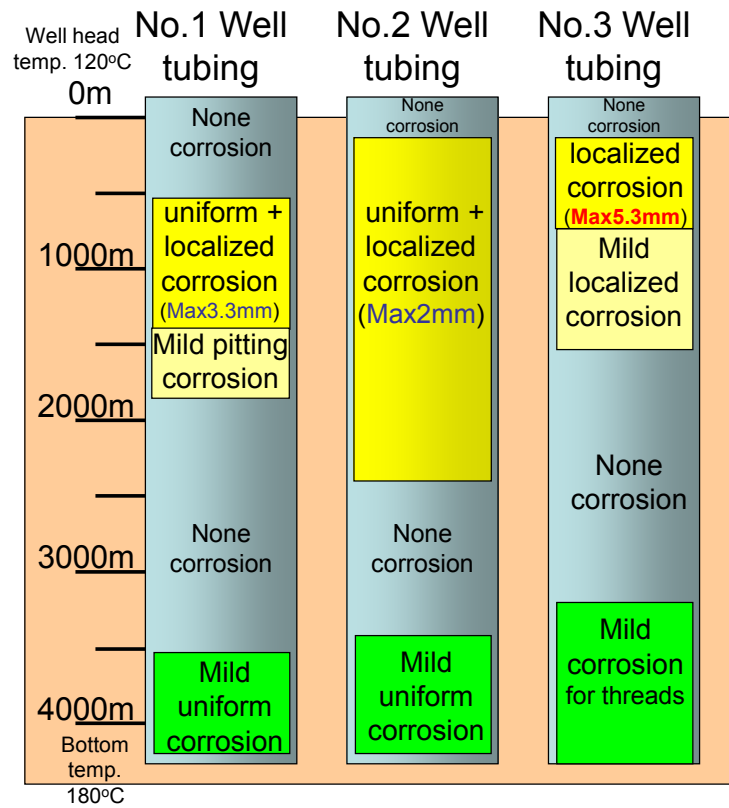 Well head
temp. 120°C
0m
1000m
2000m
3000m
4000m
Bottom
temp.
180°C
No.1 Well
tubing
None
corrosion
uniform +
localized
corrosion
(Max3.3mm)
Mild pitting
corrosion
None
corrosion
Mild
uniform
corrosion
No.2 Well
tubing
None
corrosion
uniform +
localized
corrosion
(Max2mm)
None
corrosion
Mild
uniform
corrosion
No.3 Well
tubing
None
corrosion
localized
corrosion
(Max5.3mm)
Mild
localized
corrosion
None
corrosion
Mild
corrosion
for threads